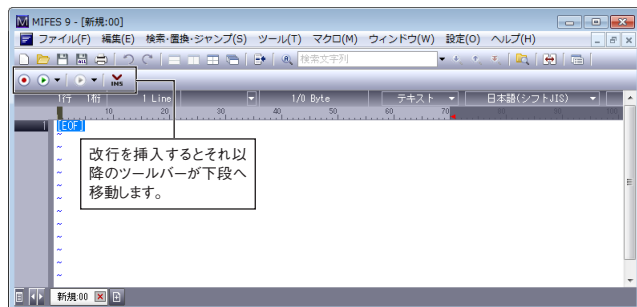 MIFES 9 - [新規:00]
ファイル(F) 編集(E) 検索・置換・ジャンプ(S) ツール(T) マクロ(M) ウィンドウ(W) 設定(O) ヘルプ(H)
検索文字列
INS
1行 1桁 1 Line 1/0 Byte テキスト 日本語(シフトJIS)
10 20 30 40 50 60 70 80 90 100
1 [EOF]
改行を挿入するとそれ以
降のツールバーが下段へ
移動します。
新規:00